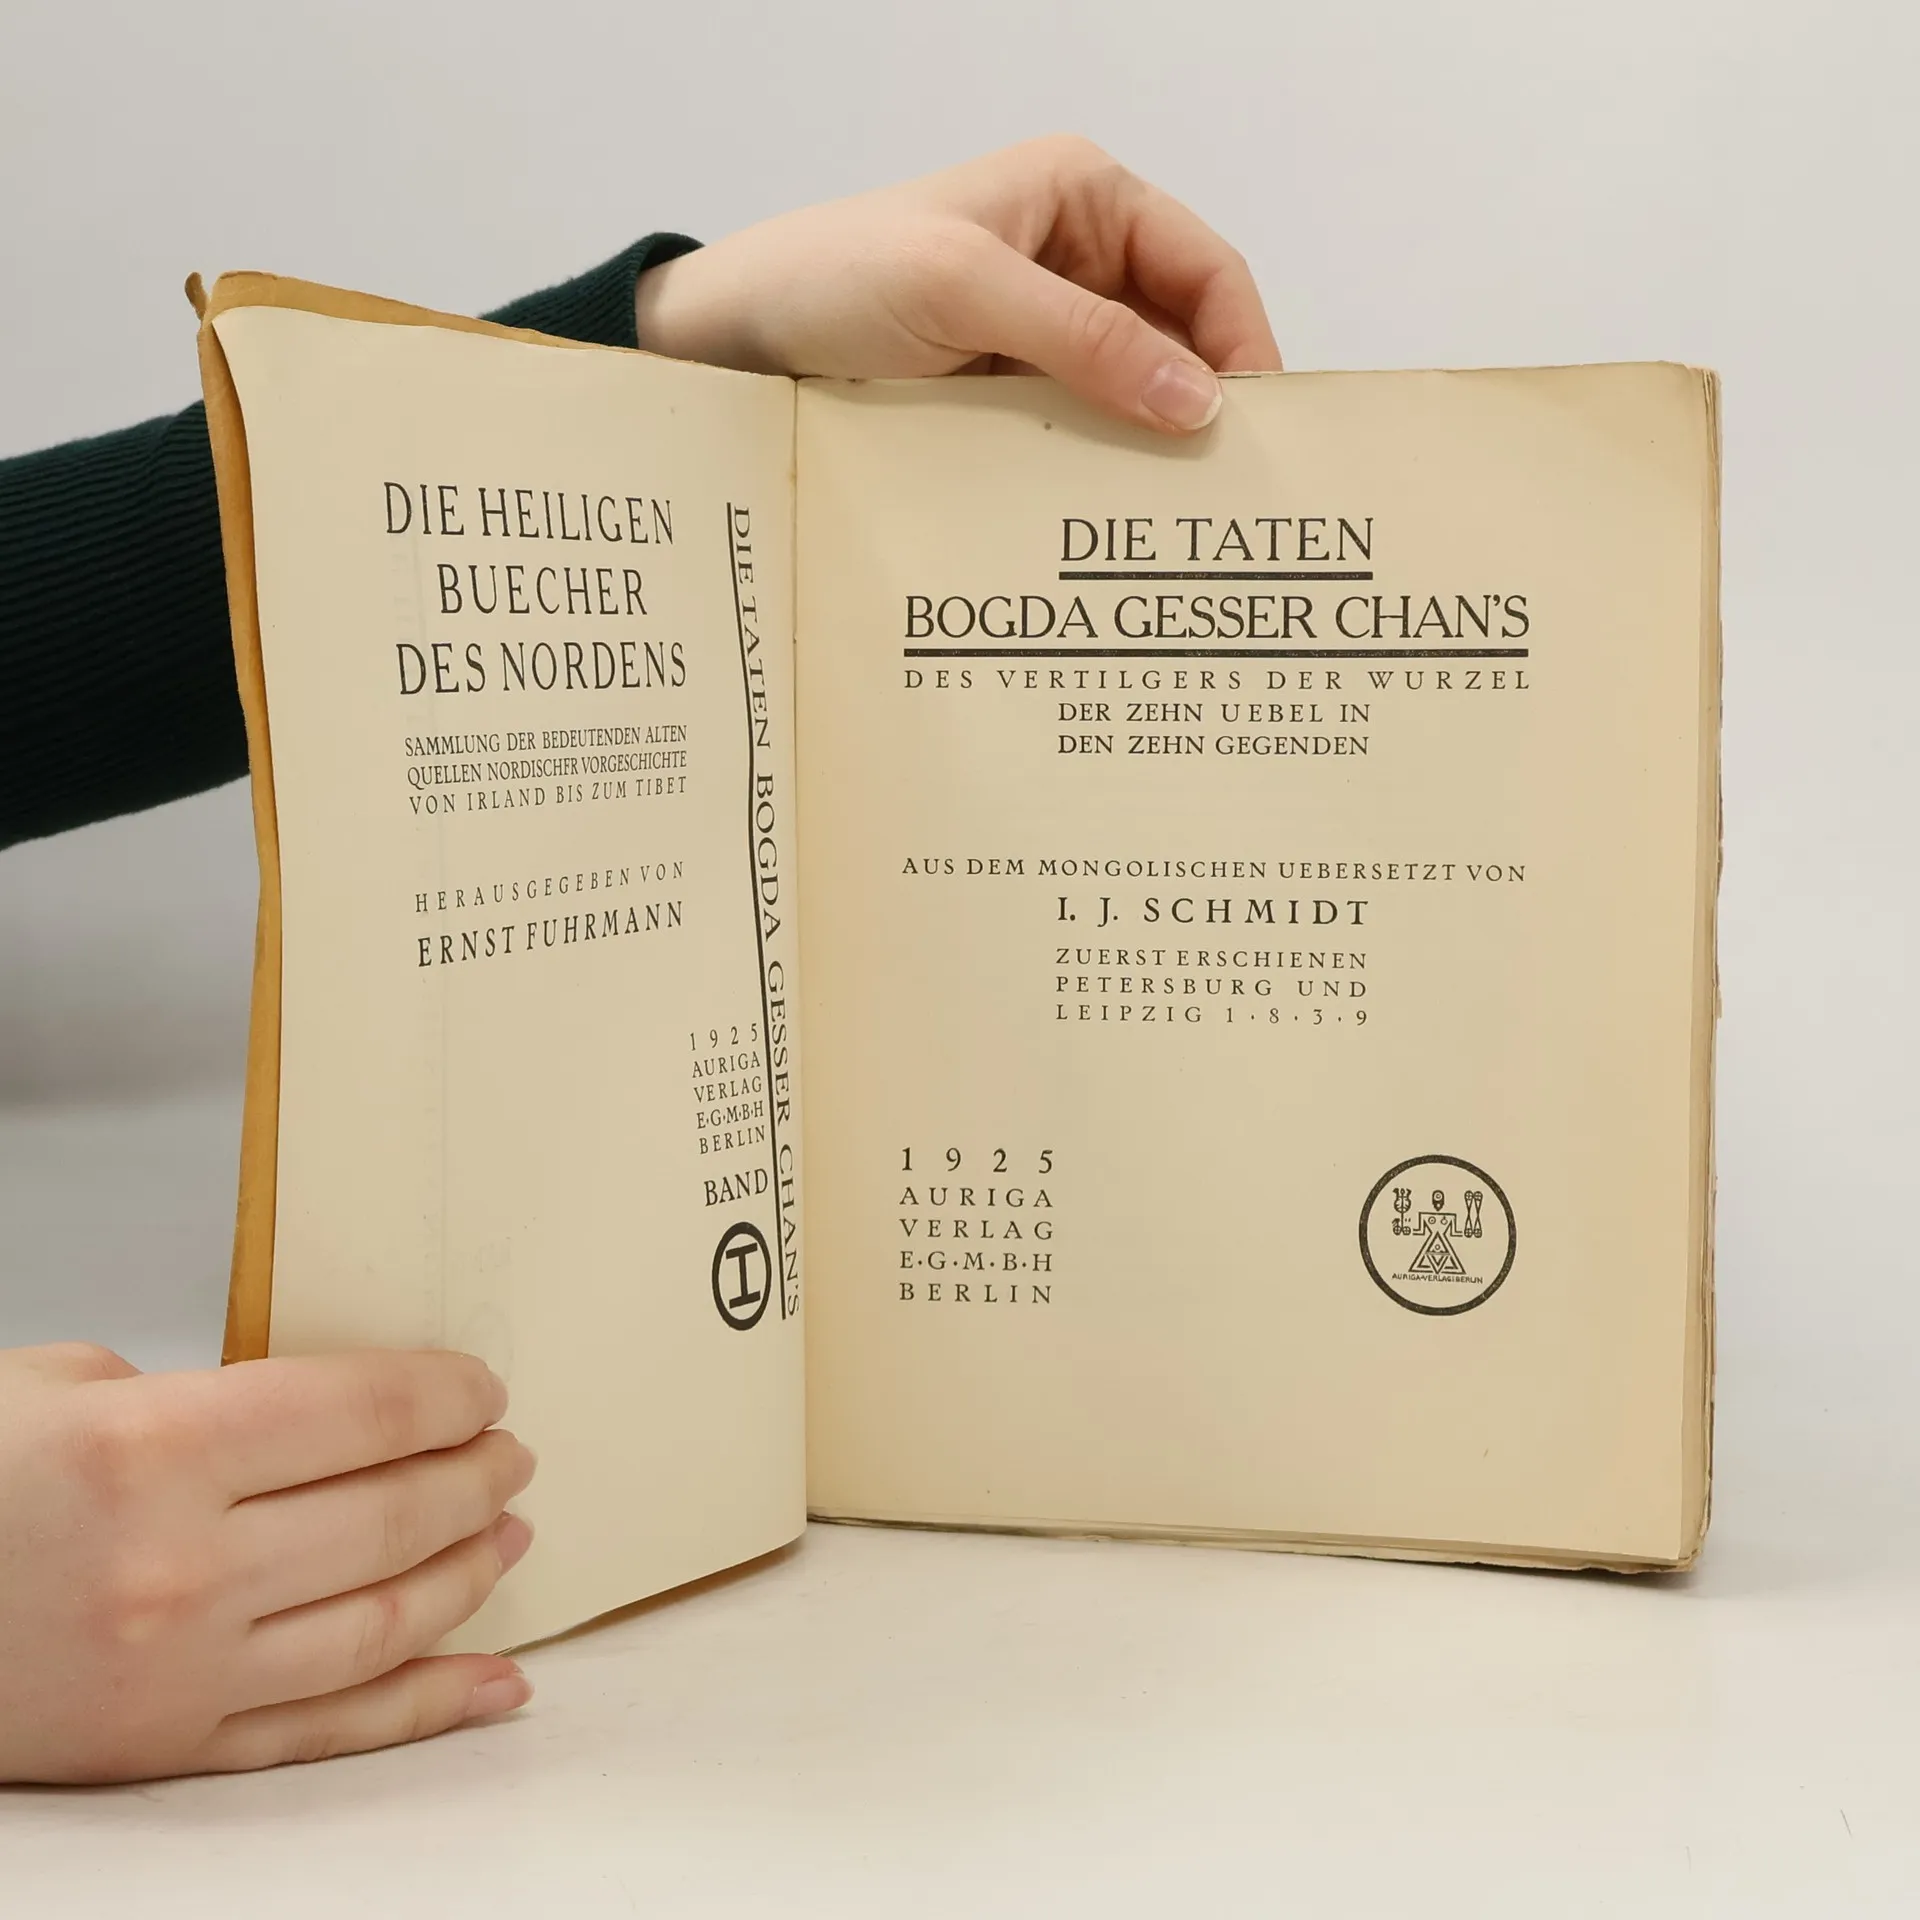 DIE HEILIGEN
BUECHER
DES NORDENS
SAMMLUNG DER BEDEUTENDEN ALTEN
QUELLEN NORDISCHER VORGESCHICHTE
VON IRLAND BIS ZUM TIBET
HERAUSGEGEBEN VON
ERNST FUHRMANN
1925
AURIGA
VERLAG
E·G·M·B·H
BERLIN
BAND
I
DIE TATEN BOGDA GESSER CHAN'S
DIE TATEN
BOGDA GESSER CHAN'S
DES VERTILGERS DER WURZEL
DER ZEHN UEBEL IN
DEN ZEHN GEGENDEN
AUS DEM MONGOLISCHEN UEBERSETZT VON
I. J. SCHMIDT
ZUERST ERSCHIENEN
PETERSBURG UND
LEIPZIG 1·8·3·9
1925
AURIGA
VERLAG
E·G·M·B·H
BERLIN
AURIGA-VERLAG BERLIN